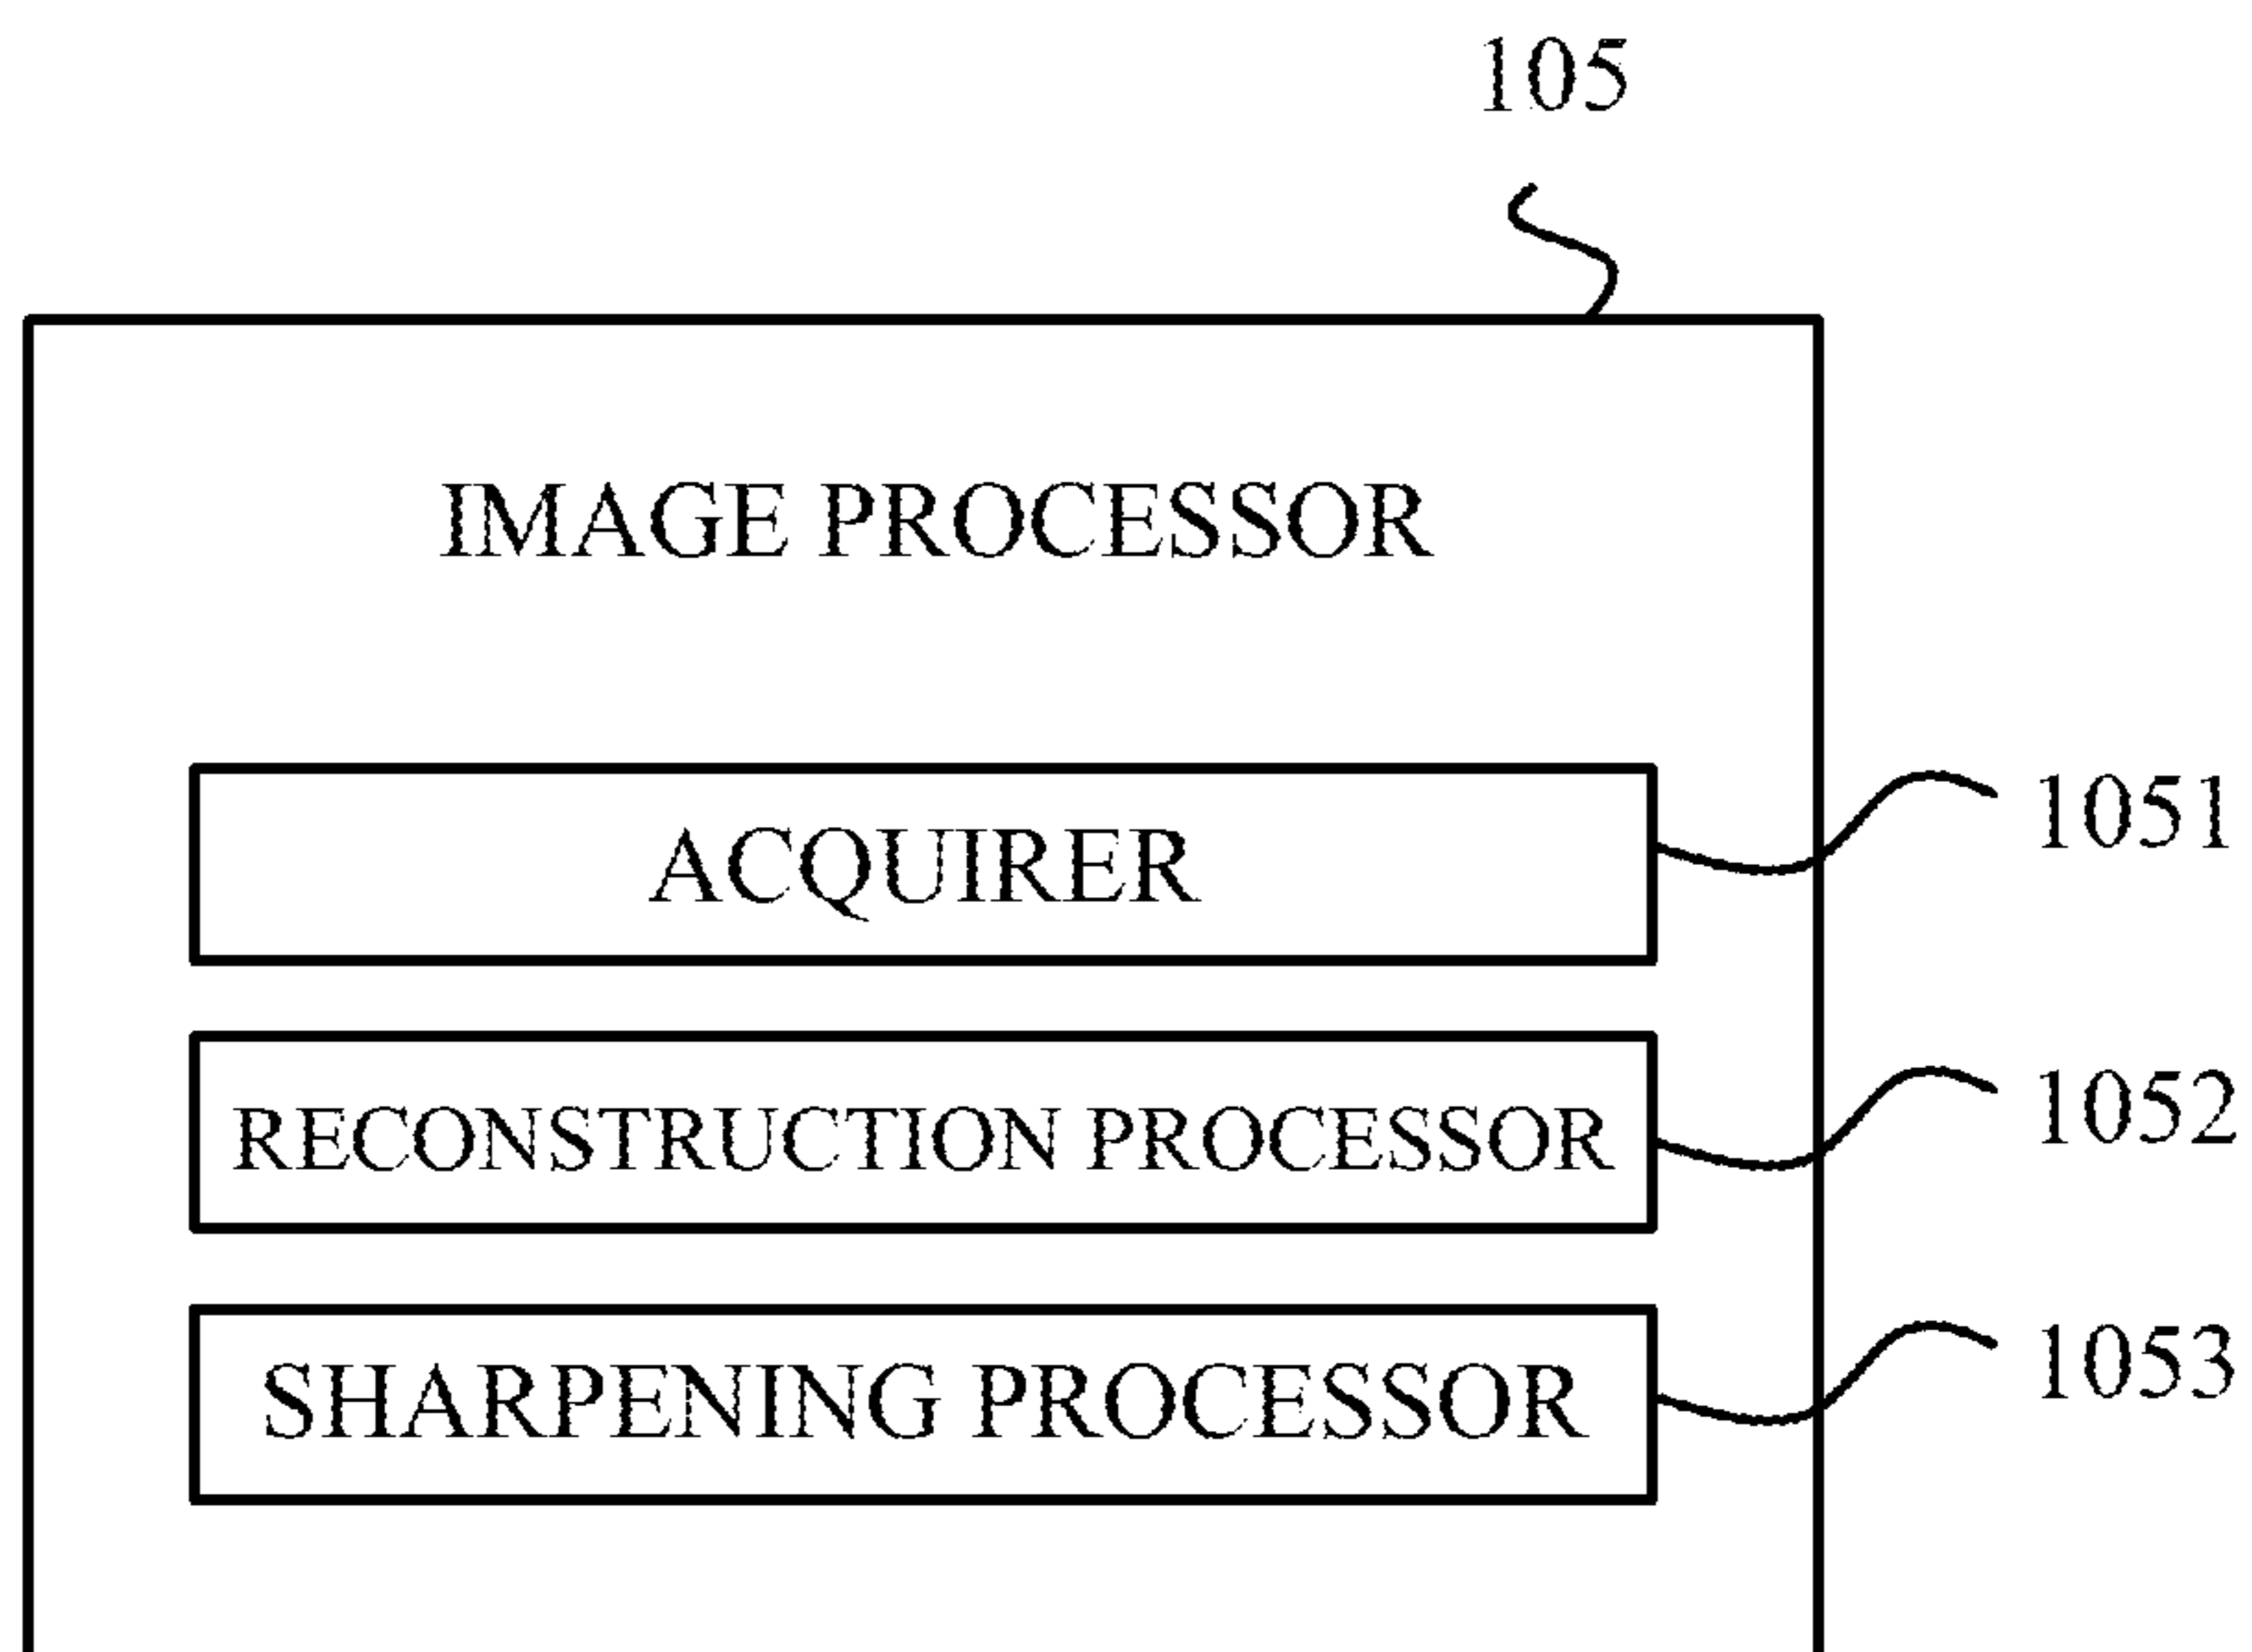 105
IMAGE PROCESSOR
ACQUIRER
1051
RECONSTRUCTION PROCESSOR
1052
SHARPENING PROCESSOR
1053